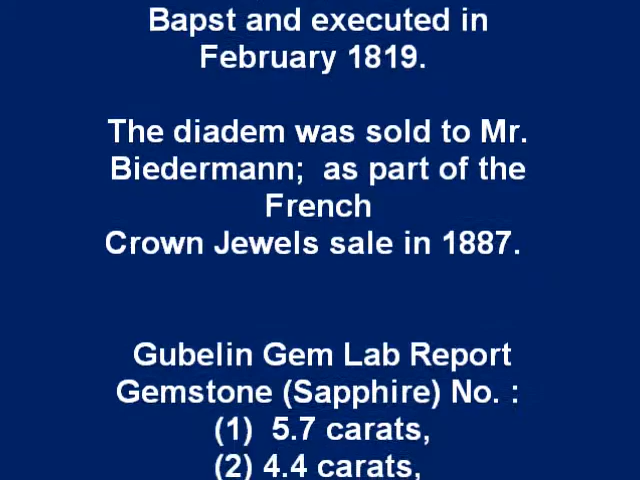 Bapst and executed in
February 1819.
The diadem was sold to Mr.
Biedermann;  as part of the
French
Crown Jewels sale in 1887.
Gubelin Gem Lab Report
Gemstone (Sapphire) No. :
(1)  5.7 carats,
(2) 4.4 carats,